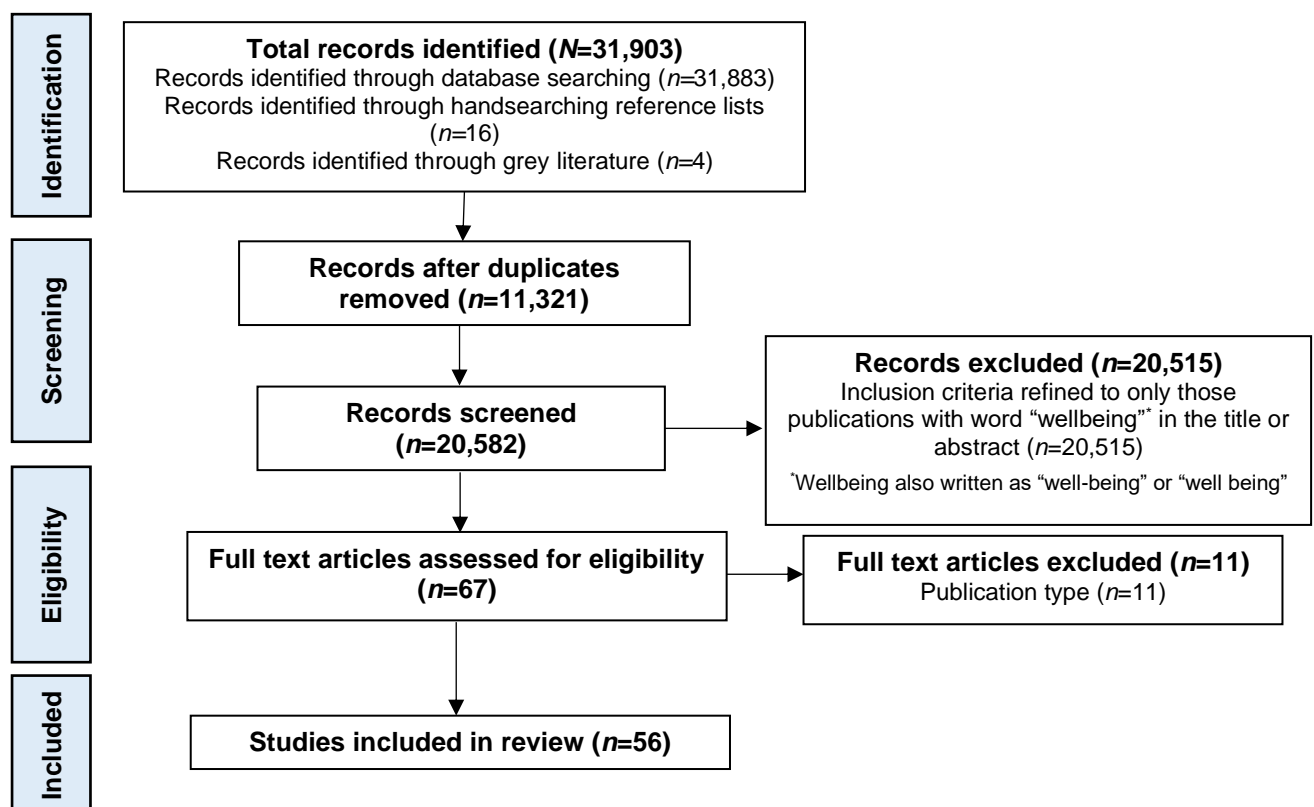 Identification
Total records identified (N=31,903)
Records identified through database searching (n=31,883)
Records identified through handsearching reference lists
(n=16)
Records identified through grey literature (n=4)
Screening
Records after duplicates
removed (n=11,321)
Records screened
(n=20,582)
Records excluded (n=20,515)
Inclusion criteria refined to only those
publications with word “wellbeing”* in the title or
abstract (n=20,515)
*Wellbeing also written as “well-being” or “well being”
Eligibility
Full text articles assessed for eligibility
(n=67)
Full text articles excluded (n=11)
Publication type (n=11)
Included
Studies included in review (n=56)